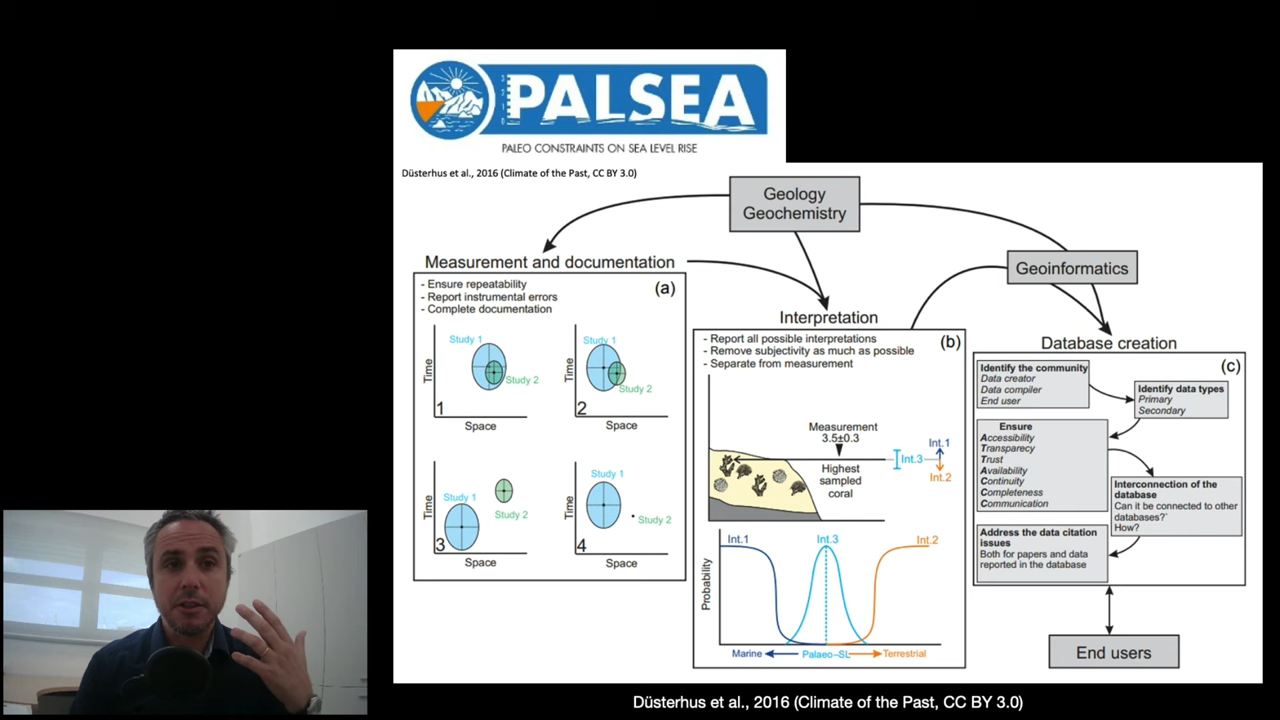 PALSEA
PALEO CONSTRAINTS ON SEA LEVEL RISE
Düsterhus et al., 2016 (Climate of the Past, CC BY 3.0)
Geology
Geochemistry
Geoinformatics
Measurement and documentation
(a)
- Ensure repeatability
- Report instrumental errors
- Complete documentation
Study 1
Study 2
Time
1
Space
Study 1
Study 2
Time
2
Space
Study 1
Study 2
Time
3
Space
Study 1
Study 2
Time
4
Space
Interpretation
(b)
- Report all possible interpretations
- Remove subjectivity as much as possible
- Separate from measurement
Measurement
3.5±0.3
Highest
sampled
coral
Int.3
Int.1
Int.2
Int.1
Int.3
Int.2
Probability
Marine
Palaeo-SL
Terrestrial
Database creation
(c)
Identify the community
Data creator
Data compiler
End user
Identify data types
Primary
Secondary
Ensure
Accessibility
Transparency
Trust
Availability
Continuity
Completeness
Communication
Interconnection of the
database
Can it be connected to other
databases?`
How?
Address the data citation
issues
Both for papers and data
reported in the database
End users
Düsterhus et al., 2016 (Climate of the Past, CC BY 3.0)